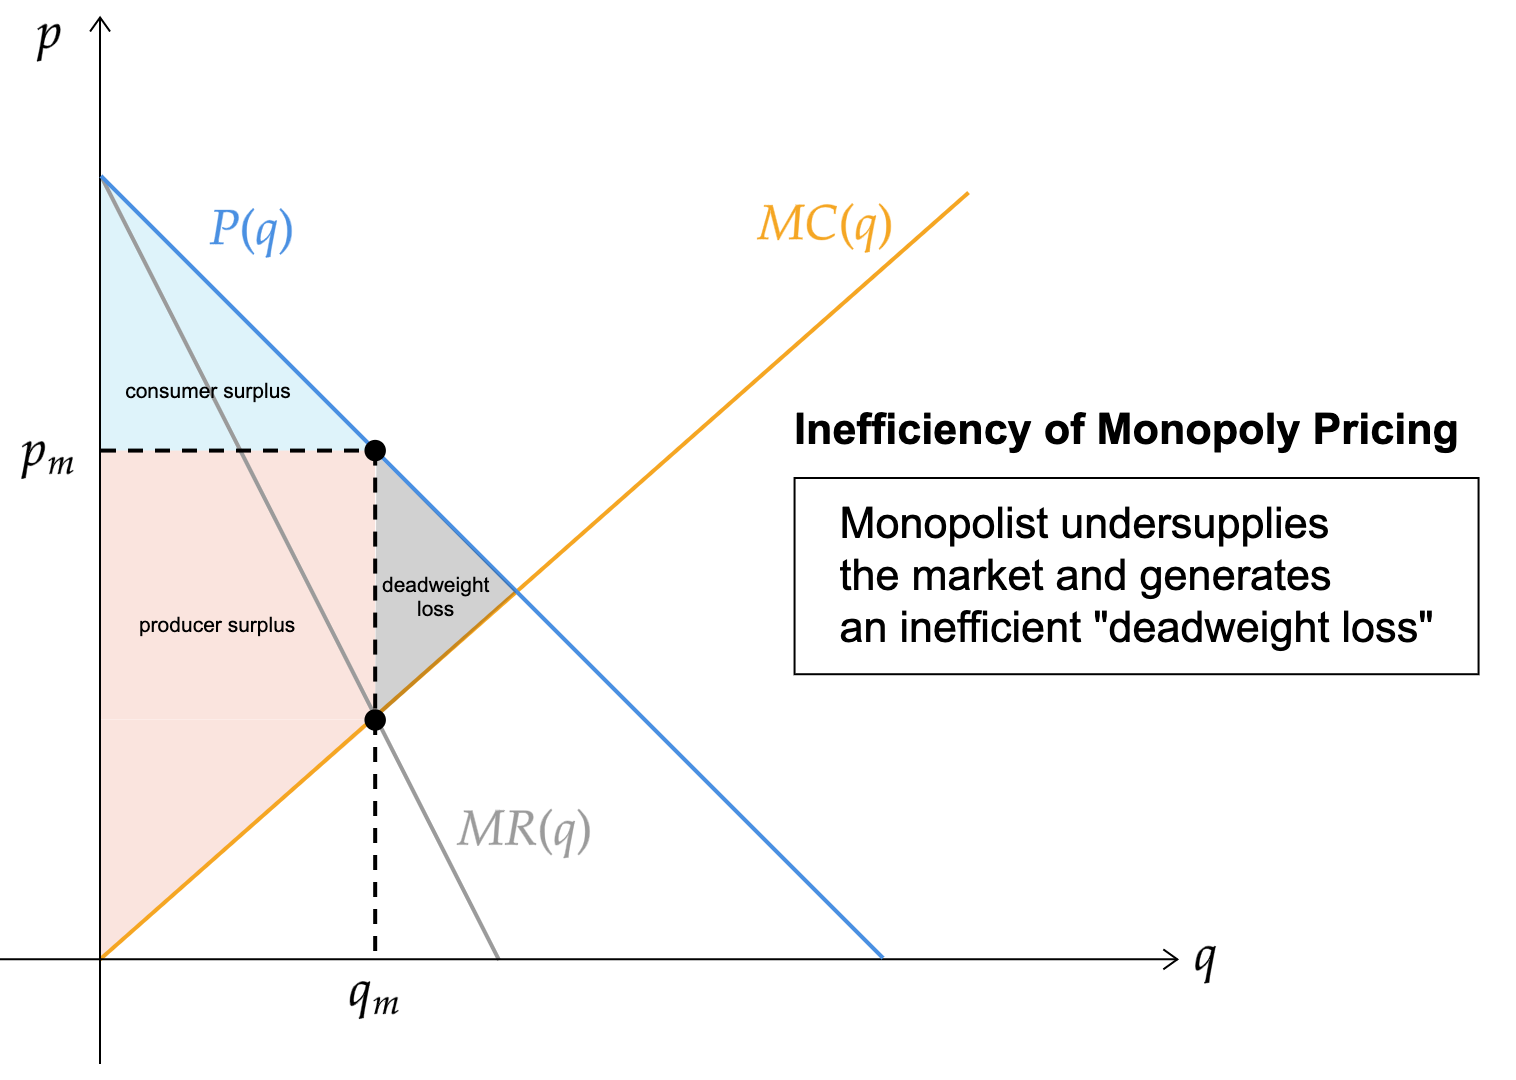 p
P(q)
MC(q)
consumer surplus
Inefficiency of Monopoly Pricing
p_m
Monopolist undersupplies
the market and generates
an inefficient "deadweight loss"
deadweight
loss
producer surplus
MR(q)
q
q_m